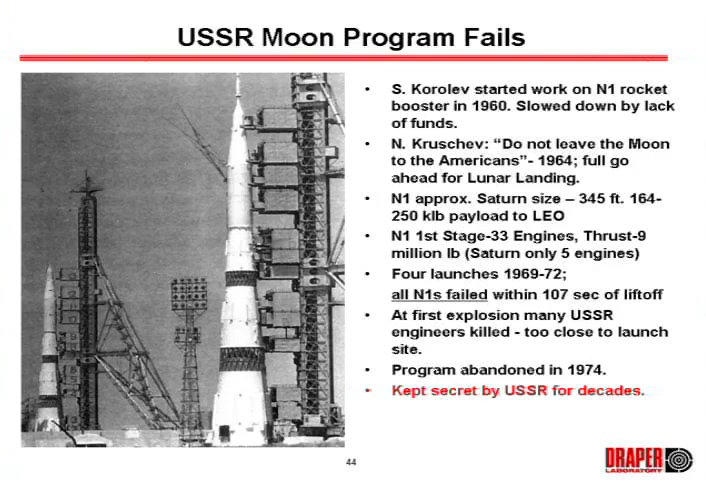 USSR Moon Program Fails
• S. Korolev started work on N1 rocket
booster in 1960. Slowed down by lack
of funds.
• N. Kruschev: “Do not leave the Moon
to the Americans”- 1964; full go
ahead for Lunar Landing.
• N1 approx. Saturn size – 345 ft. 164-
250 klb payload to LEO
• N1 1st Stage-33 Engines, Thrust-9
million lb (Saturn only 5 engines)
• Four launches 1969-72;
all N1s failed within 107 sec of liftoff
• At first explosion many USSR
engineers killed - too close to launch
site.
• Program abandoned in 1974.
• Kept secret by USSR for decades.
44
DRAPER
LABORATORY